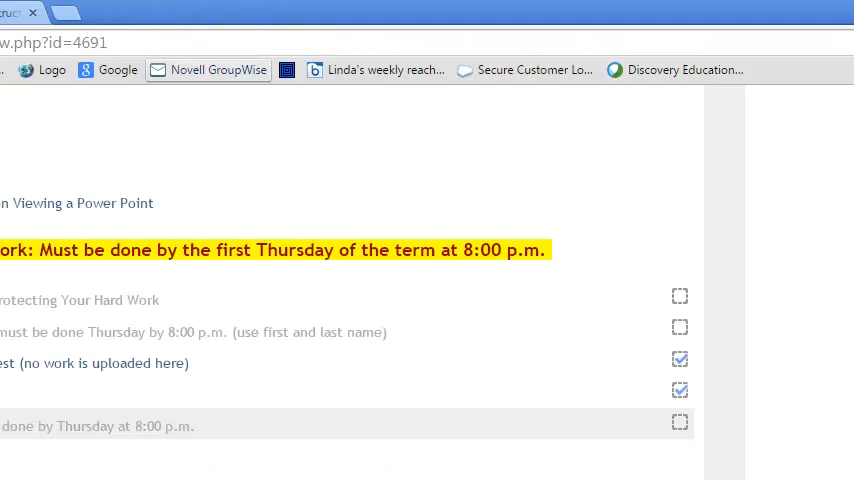 ruct ×
w.php?id=4691
.. Logo Google Novell GroupWise Linda's weekly reach... Secure Customer Lo... Discovery Education...
n Viewing a Power Point
ork: Must be done by the first Thursday of the term at 8:00 p.m.
rotecting Your Hard Work
must be done Thursday by 8:00 p.m. (use first and last name)
est (no work is uploaded here)
done by Thursday at 8:00 p.m.